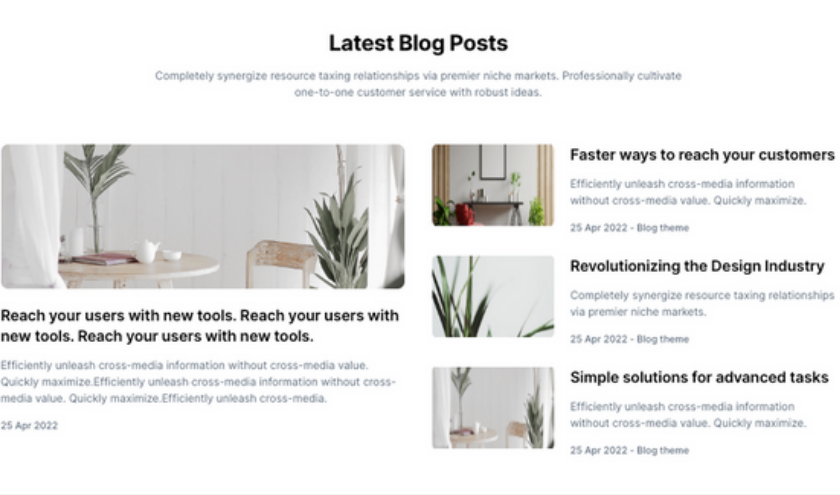 Latest Blog Posts
Completely synergize resource taxing relationships via premier niche markets. Professionally cultivate
one-to-one customer service with robust ideas.
Reach your users with new tools. Reach your users with
new tools. Reach your users with new tools.
Efficiently unleash cross-media information without cross-media value.
Quickly maximize.Efficiently unleash cross-media information without cross-
media value. Quickly maximize.Efficiently unleash cross-media.
25 Apr 2022
Faster ways to reach your customers
Efficiently unleash cross-media information
without cross-media value. Quickly maximize.
25 Apr 2022 - Blog theme
Revolutionizing the Design Industry
Completely synergize resource taxing relationships
via premier niche markets.
25 Apr 2022 - Blog theme
Simple solutions for advanced tasks
Efficiently unleash cross-media information
without cross-media value. Quickly maximize.
25 Apr 2022 - Blog theme